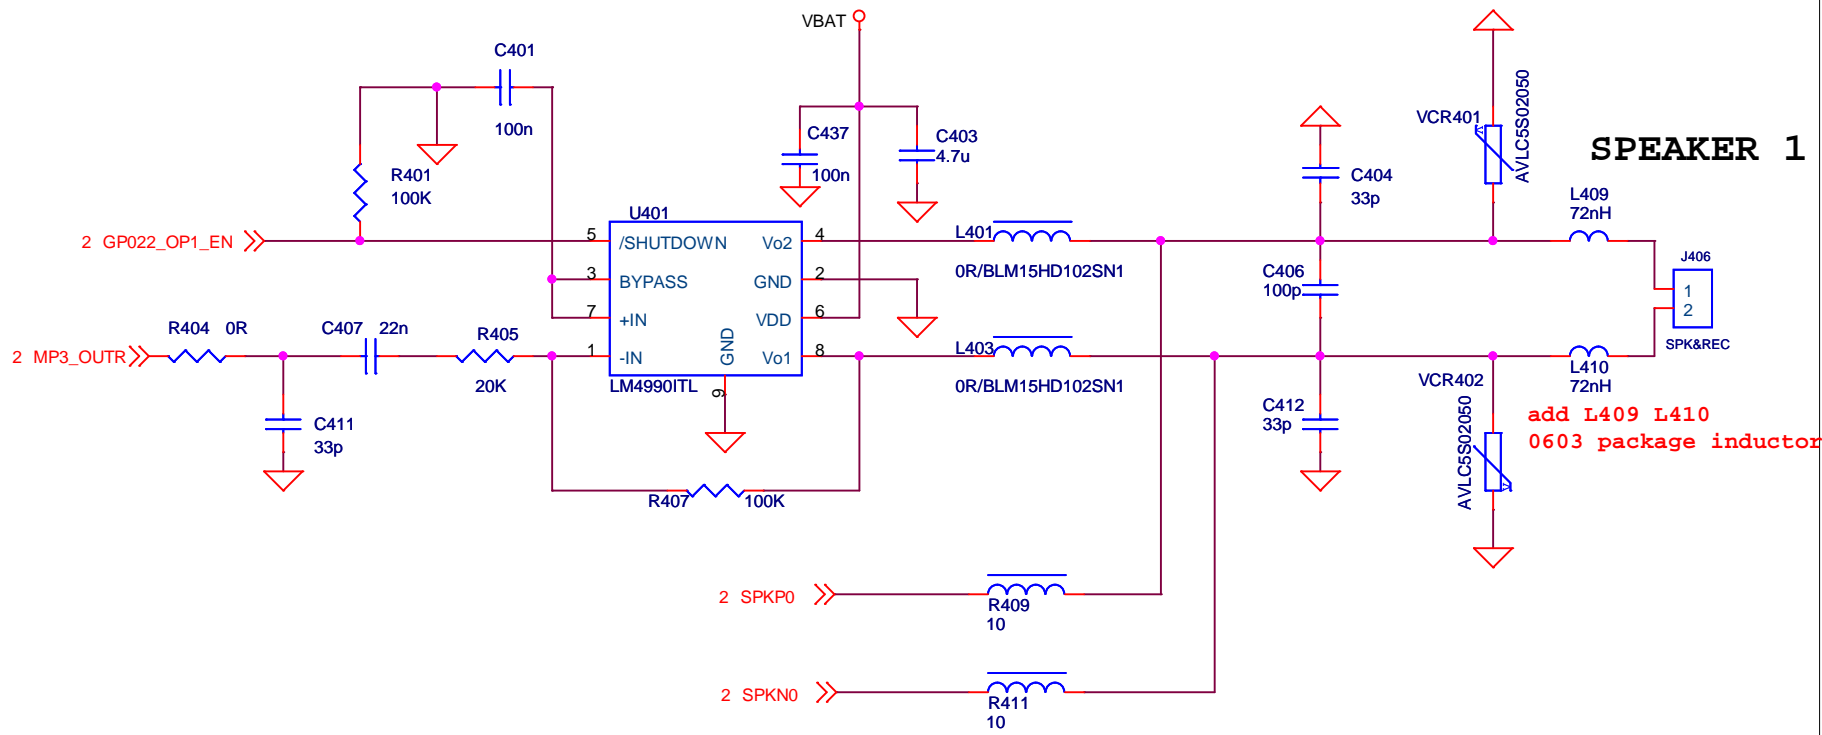 VBAT
C401
100n
R401
100K
C437
100n
C403
4.7u
VCR401
AVLC5S02050
SPEAKER 1
C404
33p
L409
72nH
U401
2 GP022_OP1_EN
5
/SHUTDOWN
Vo2
4
L401
0R/BLM15HD102SN1
3
BYPASS
GND
2
C406
100p
J406
1
2
SPK&REC
7
+IN
VDD
6
R404 0R
C407 22n
R405
20K
2 MP3_OUTR
1
-IN
GND
Vo1
8
L403
0R/BLM15HD102SN1
LM4990ITL
9
VCR402
AVLC5S02050
L410
72nH
C411
33p
C412
33p
add L409 L410
0603 package inductor
R407
100K
2 SPKP0
R409
10
2 SPKN0
R411
10